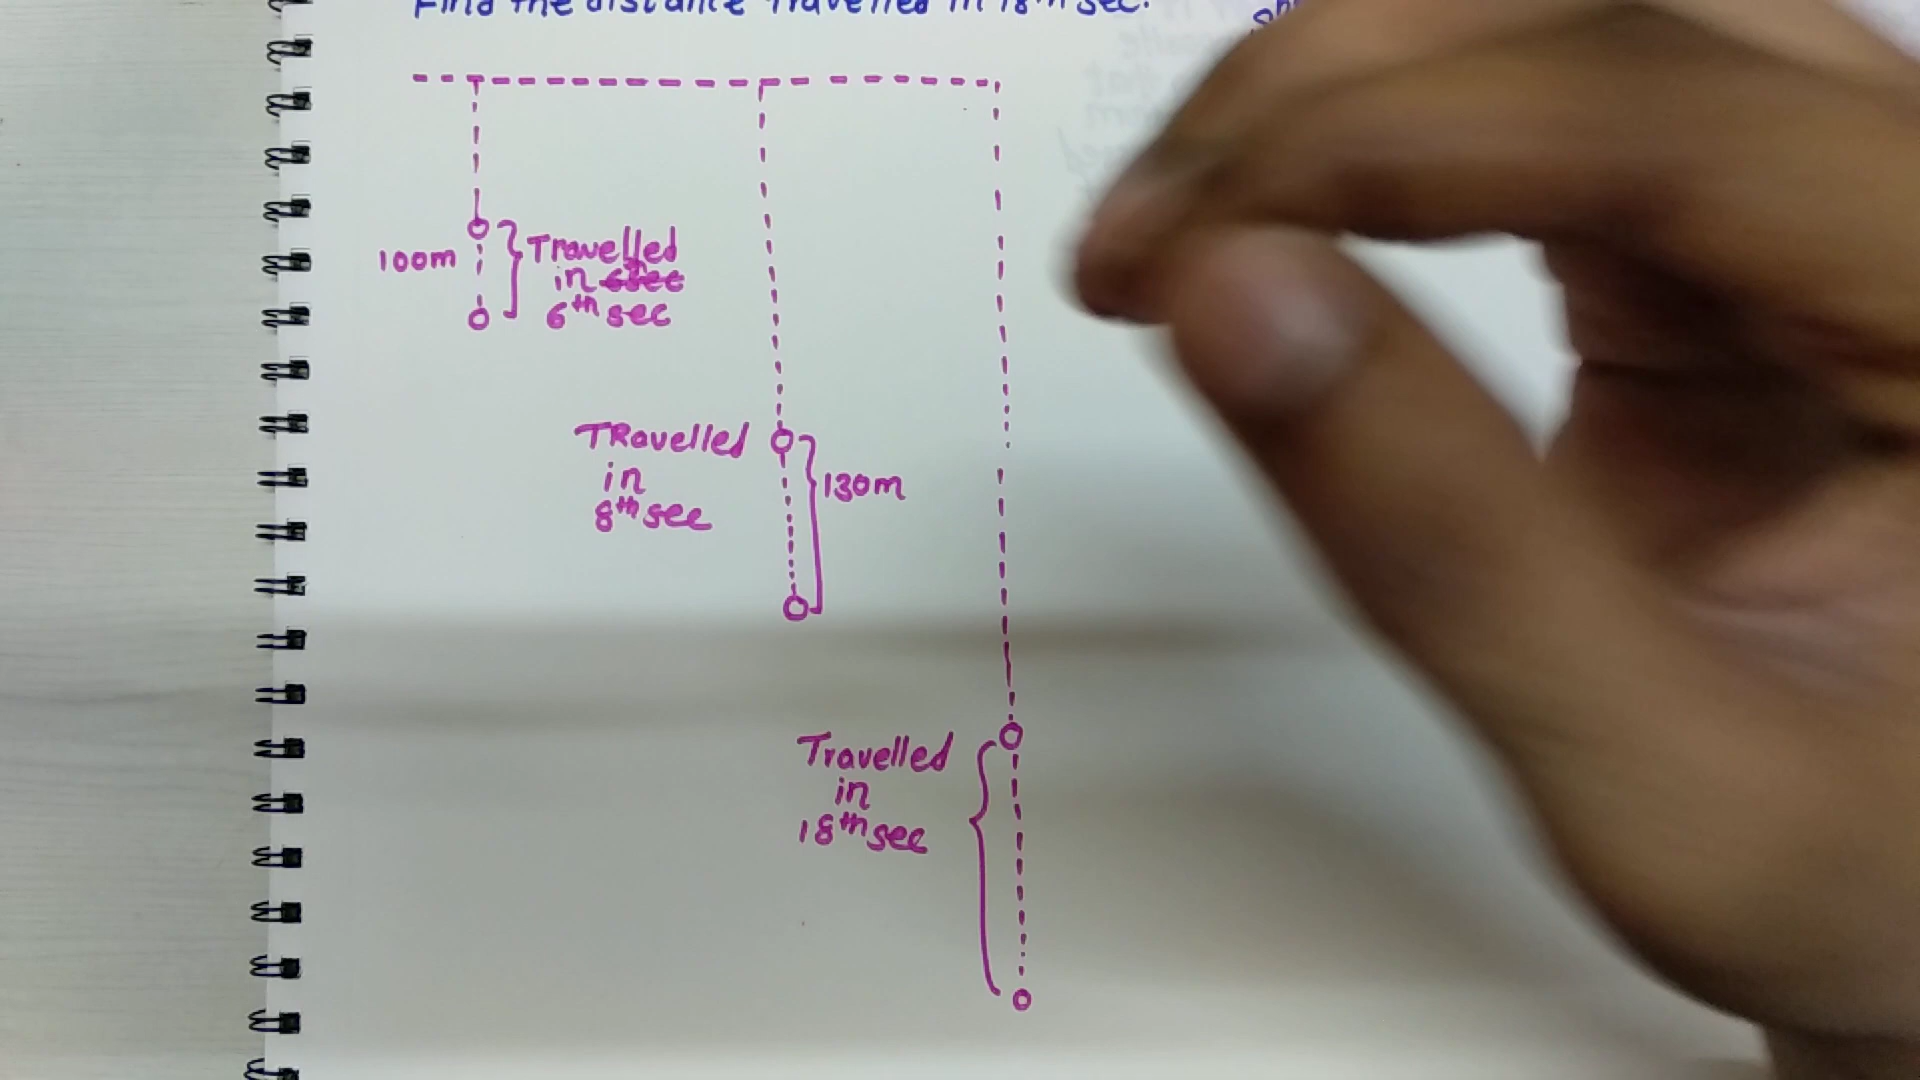 Find the distance Travelled in 18th sec.
100m
Travelled
in
6th sec
TRavelled
in
8th sec
130m
Travelled
in
18th sec